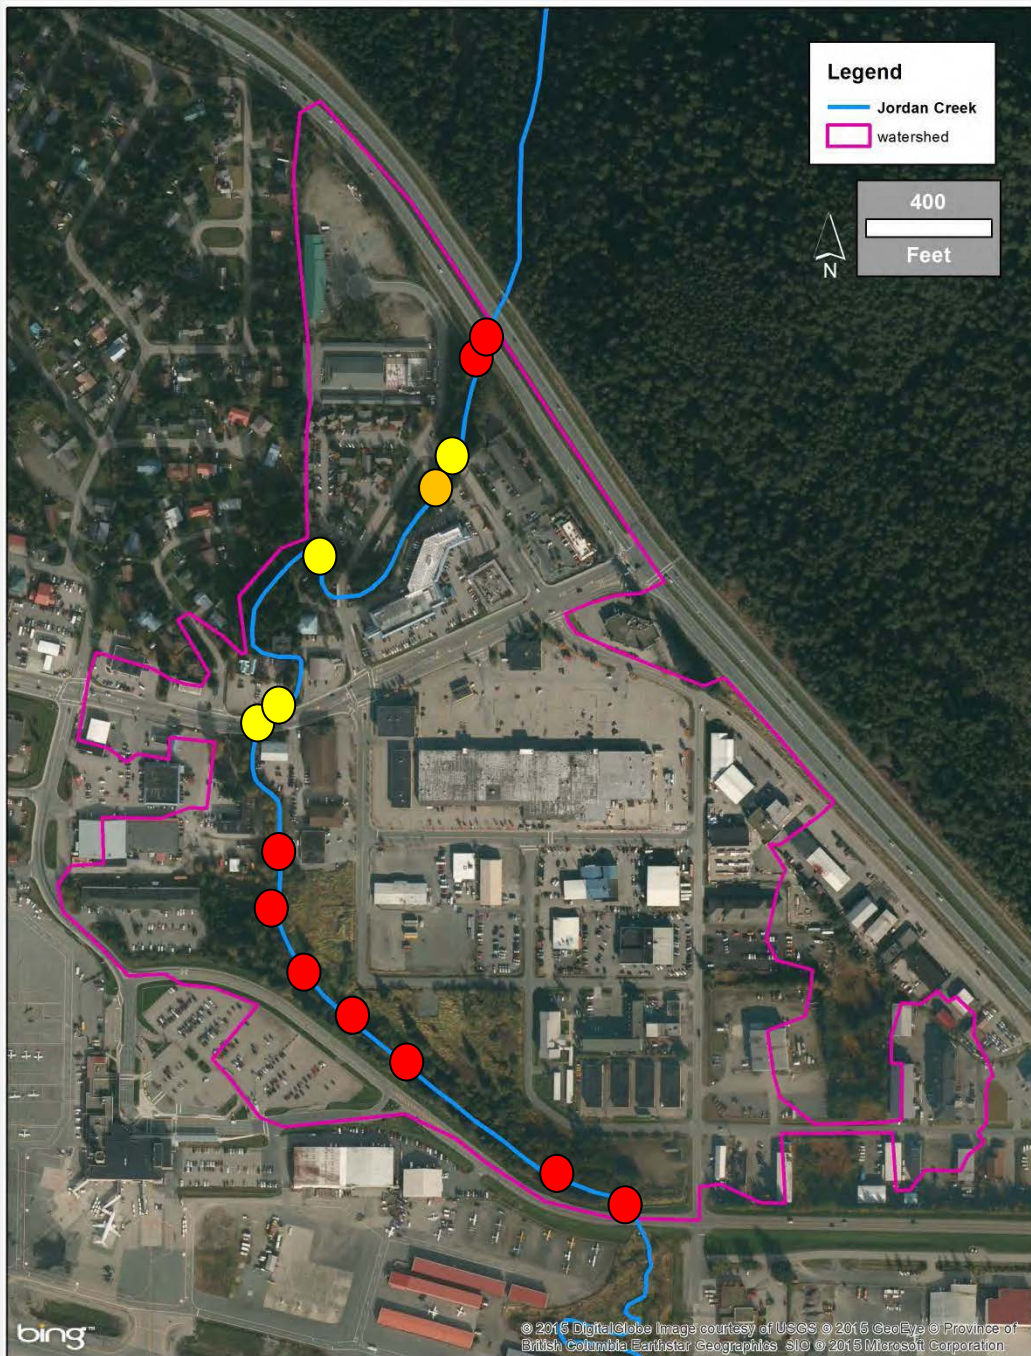 Legend
Jordan Creek
watershed
400
Feet
N
bing™
© 2015 DigitalGlobe Image courtesy of USGS © 2015 GeoEye © Province of
British Columbia Earthstar Geographics SIO © 2015 Microsoft Corporation